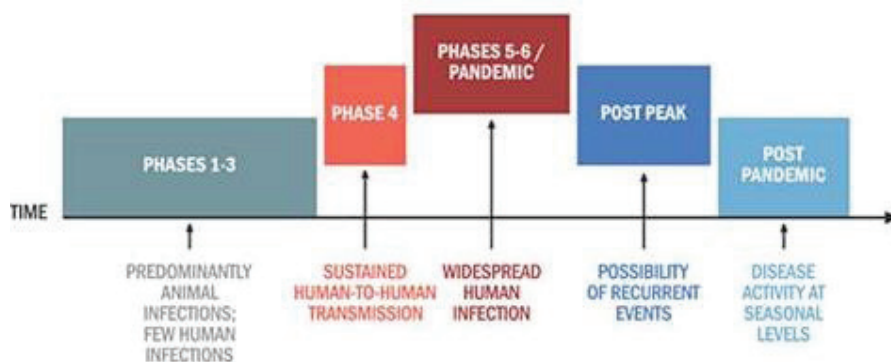 PHASES 5-6 /
PANDEMIC
PHASE 4
POST PEAK
PHASES 1-3
POST
PANDEMIC
TIME
PREDOMINANTLY
ANIMAL
INFECTIONS;
FEW HUMAN
INFECTIONS
SUSTAINED
HUMAN-TO-HUMAN
TRANSMISSION
WIDESPREAD
HUMAN
INFECTION
POSSIBILITY
OF RECURRENT
EVENTS
DISEASE
ACTIVITY AT
SEASONAL
LEVELS